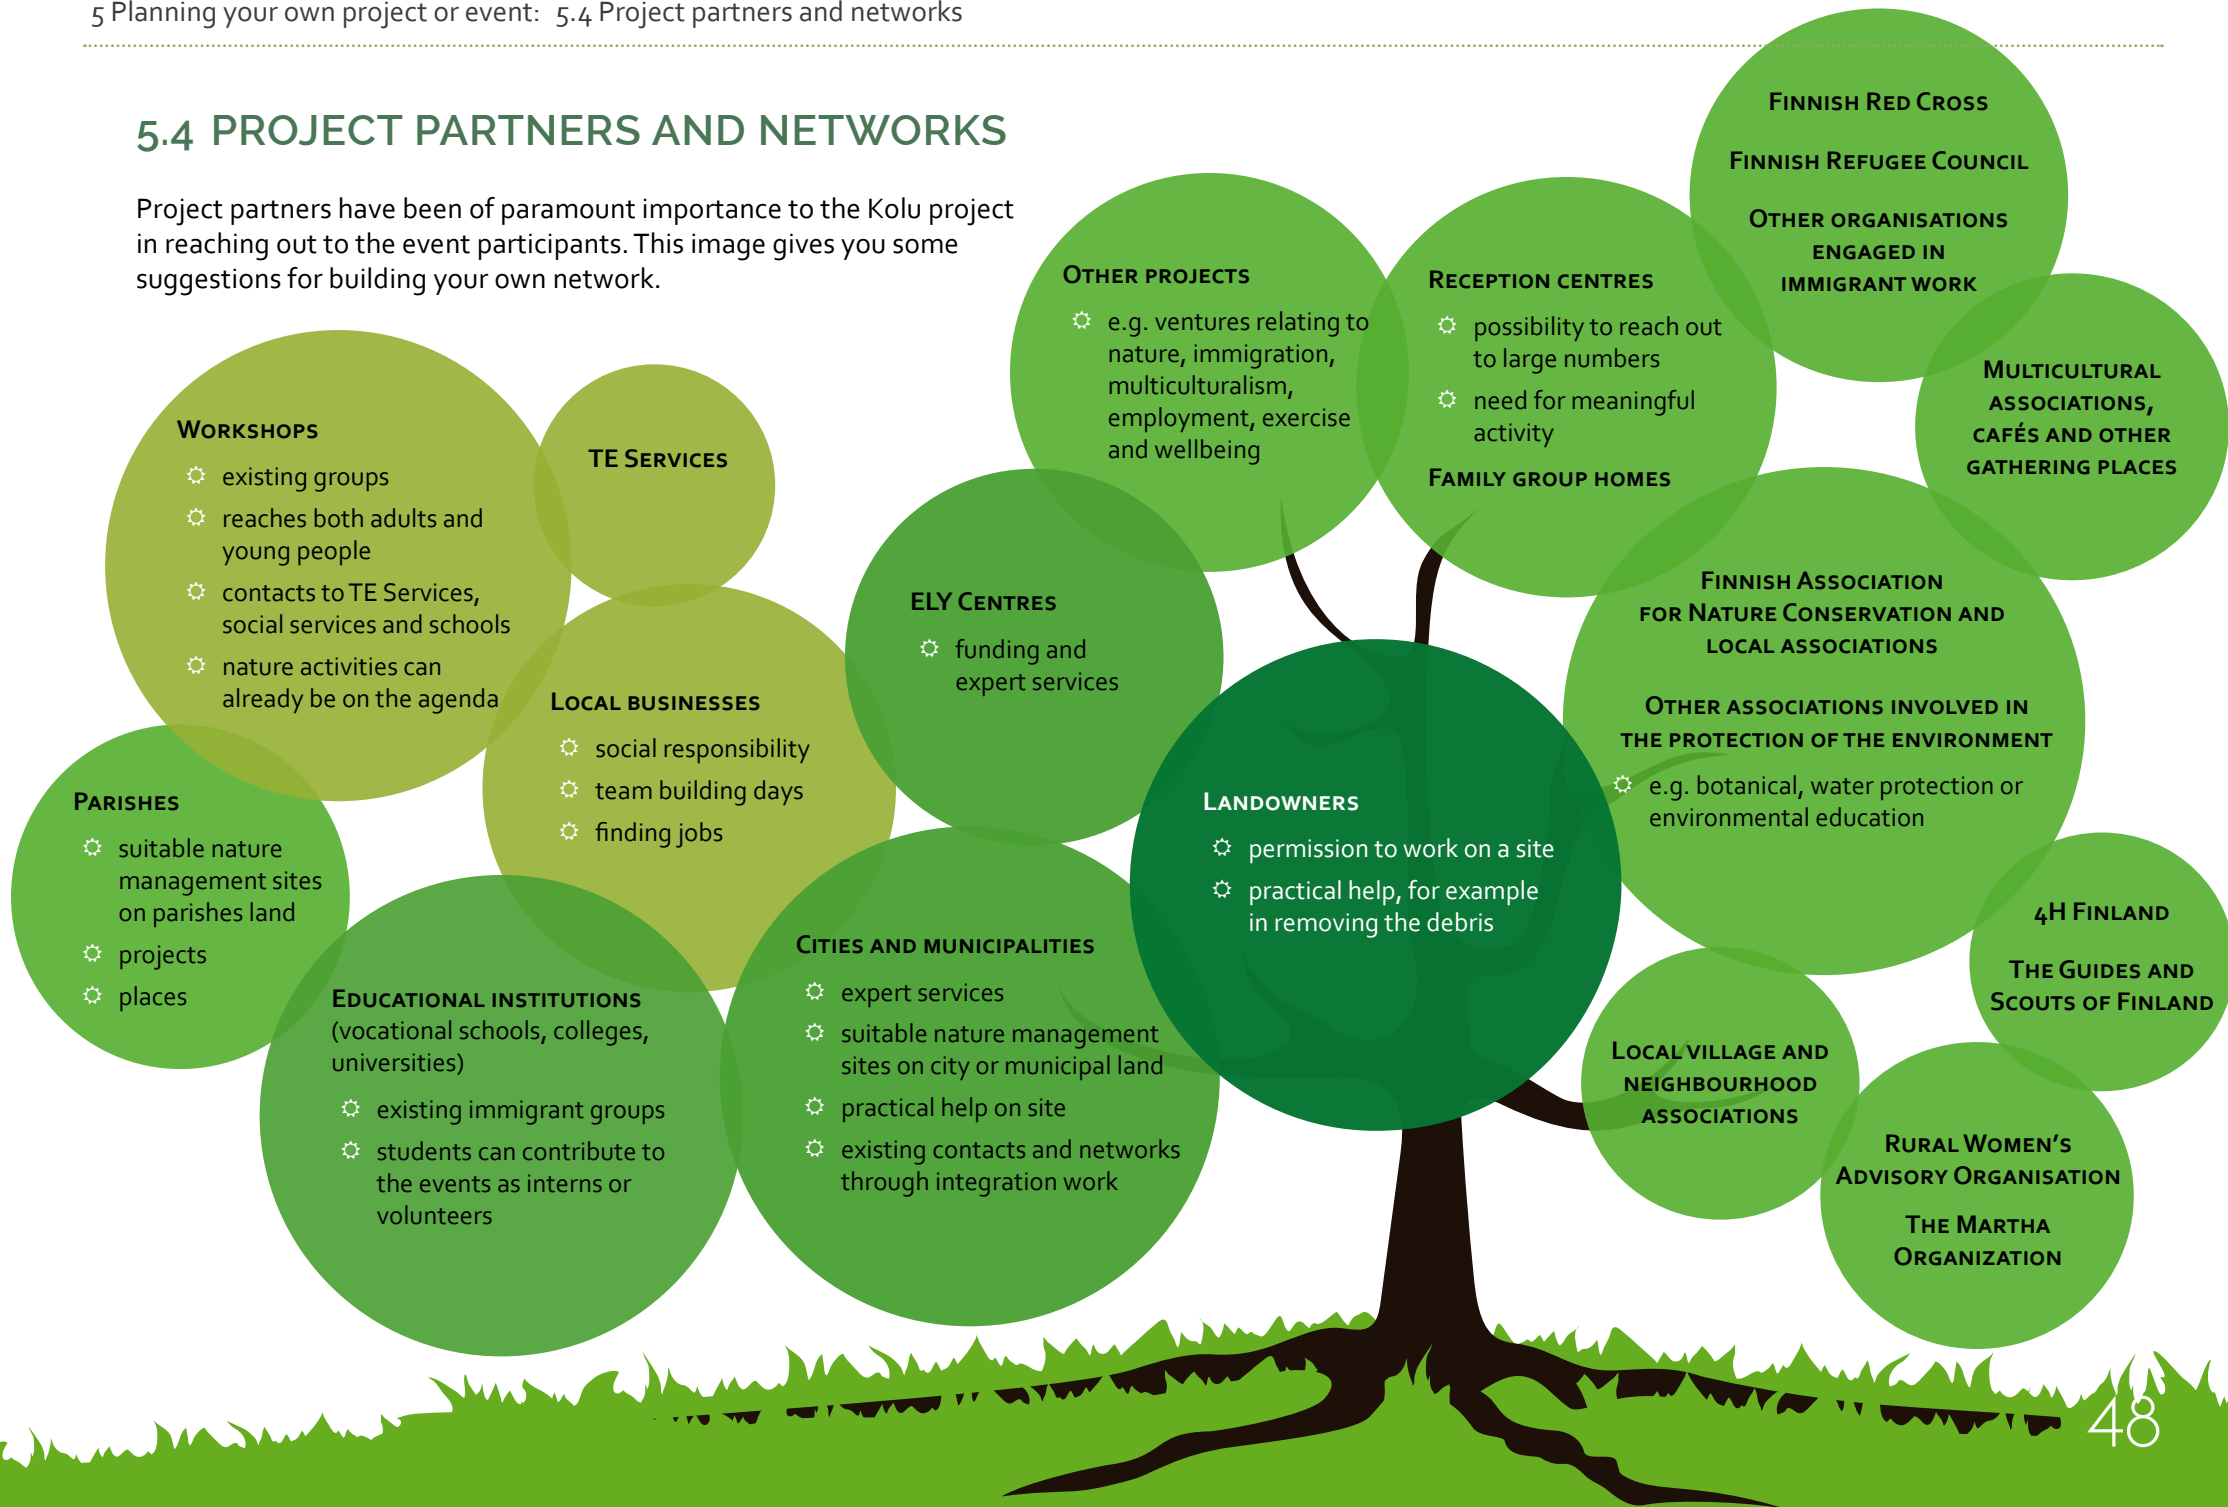 5 Planning your own project or event: 5.4 Project partners and networks
5.4 PROJECT PARTNERS AND NETWORKS
Project partners have been of paramount importance to the Kolu project
in reaching out to the event participants. This image gives you some
suggestions for building your own network.
WORKSHOPS
existing groups
reaches both adults and
young people
contacts to TE Services,
social services and schools
nature activities can
already be on the agenda
TE SERVICES
PARISHES
suitable nature
management sites
on parishes land
projects
places
LOCAL BUSINESSES
social responsibility
team building days
finding jobs
EDUCATIONAL INSTITUTIONS
(vocational schools, colleges,
universities)
existing immigrant groups
students can contribute to
the events as interns or
volunteers
ELY CENTRES
funding and
expert services
CITIES AND MUNICIPALITIES
expert services
suitable nature management
sites on city or municipal land
practical help on site
existing contacts and networks
through integration work
OTHER PROJECTS
e.g. ventures relating to
nature, immigration,
multiculturalism,
employment, exercise
and wellbeing
RECEPTION CENTRES
possibility to reach out
to large numbers
need for meaningful
activity
FAMILY GROUP HOMES
LANDOWNERS
permission to work on a site
practical help, for example
in removing the debris
FINNISH RED CROSS
FINNISH REFUGEE COUNCIL
OTHER ORGANISATIONS
ENGAGED IN
IMMIGRANT WORK
MULTICULTURAL
ASSOCIATIONS,
CAFÉS AND OTHER
GATHERING PLACES
FINNISH ASSOCIATION
FOR NATURE CONSERVATION AND
LOCAL ASSOCIATIONS
OTHER ASSOCIATIONS INVOLVED IN
THE PROTECTION OF THE ENVIRONMENT
e.g. botanical, water protection or
environmental education
4H FINLAND
THE GUIDES AND
SCOUTS OF FINLAND
LOCAL VILLAGE AND
NEIGHBOURHOOD
ASSOCIATIONS
RURAL WOMEN'S
ADVISORY ORGANISATION
THE MARTHA
ORGANIZATION
48